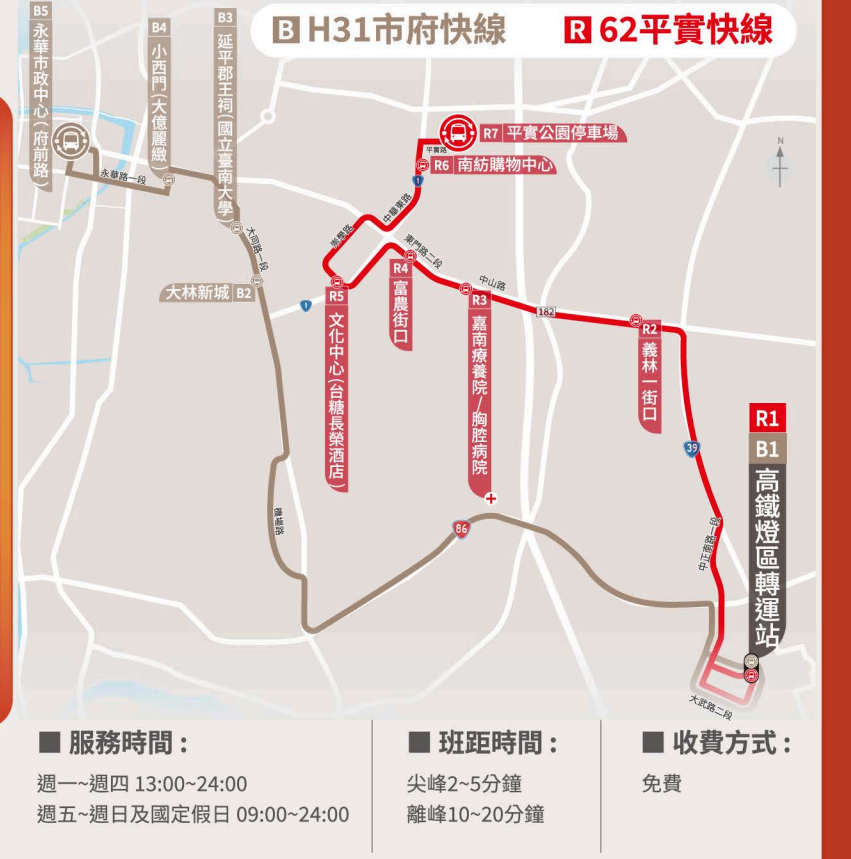 B H31市府快線
R 62平實快線
B5 永華市政中心(府前路)
B4 小西門(大億麗緻)
B3 延平郡王祠(國立臺南大學)
R7 平實公園停車場
平實路
R6 南紡購物中心
N
永華路一段
1
中華東路
崇學路
東門路二段
大同路一段
大林新城 B2
1
R5 文化中心(台糖長榮酒店)
R4 富農街口
中山路
R3 嘉南療養院/胸腔病院
182
R2 義林一街口
39
R1
B1
高鐵燈區轉運站
機場路
86
中正南路一段
大武路二段
■ 服務時間:
週一~週四 13:00~24:00
週五~週日及國定假日 09:00~24:00
■ 班距時間:
尖峰2~5分鐘
離峰10~20分鐘
■ 收費方式:
免費